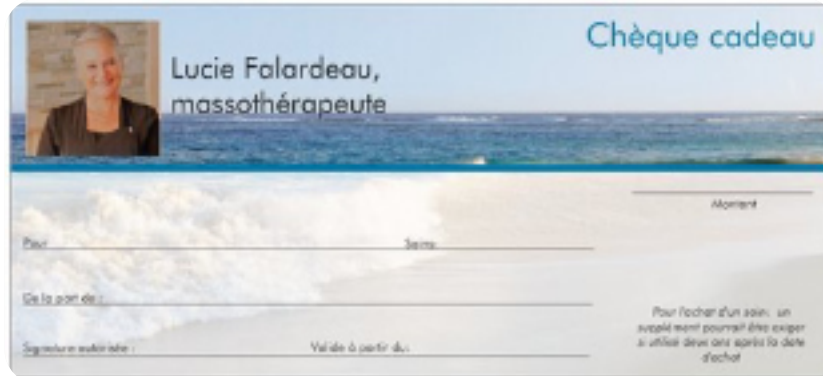 Chèque cadeau
Lucie Falardeau,
massothérapeute
Montant
Pour Soins
De la part de :
Pour l'achat d'un soin, un
supplément pourrait être exiger
si utilisé deux ans après la date
d'achat
Signature autorisée : Valide à partir du: